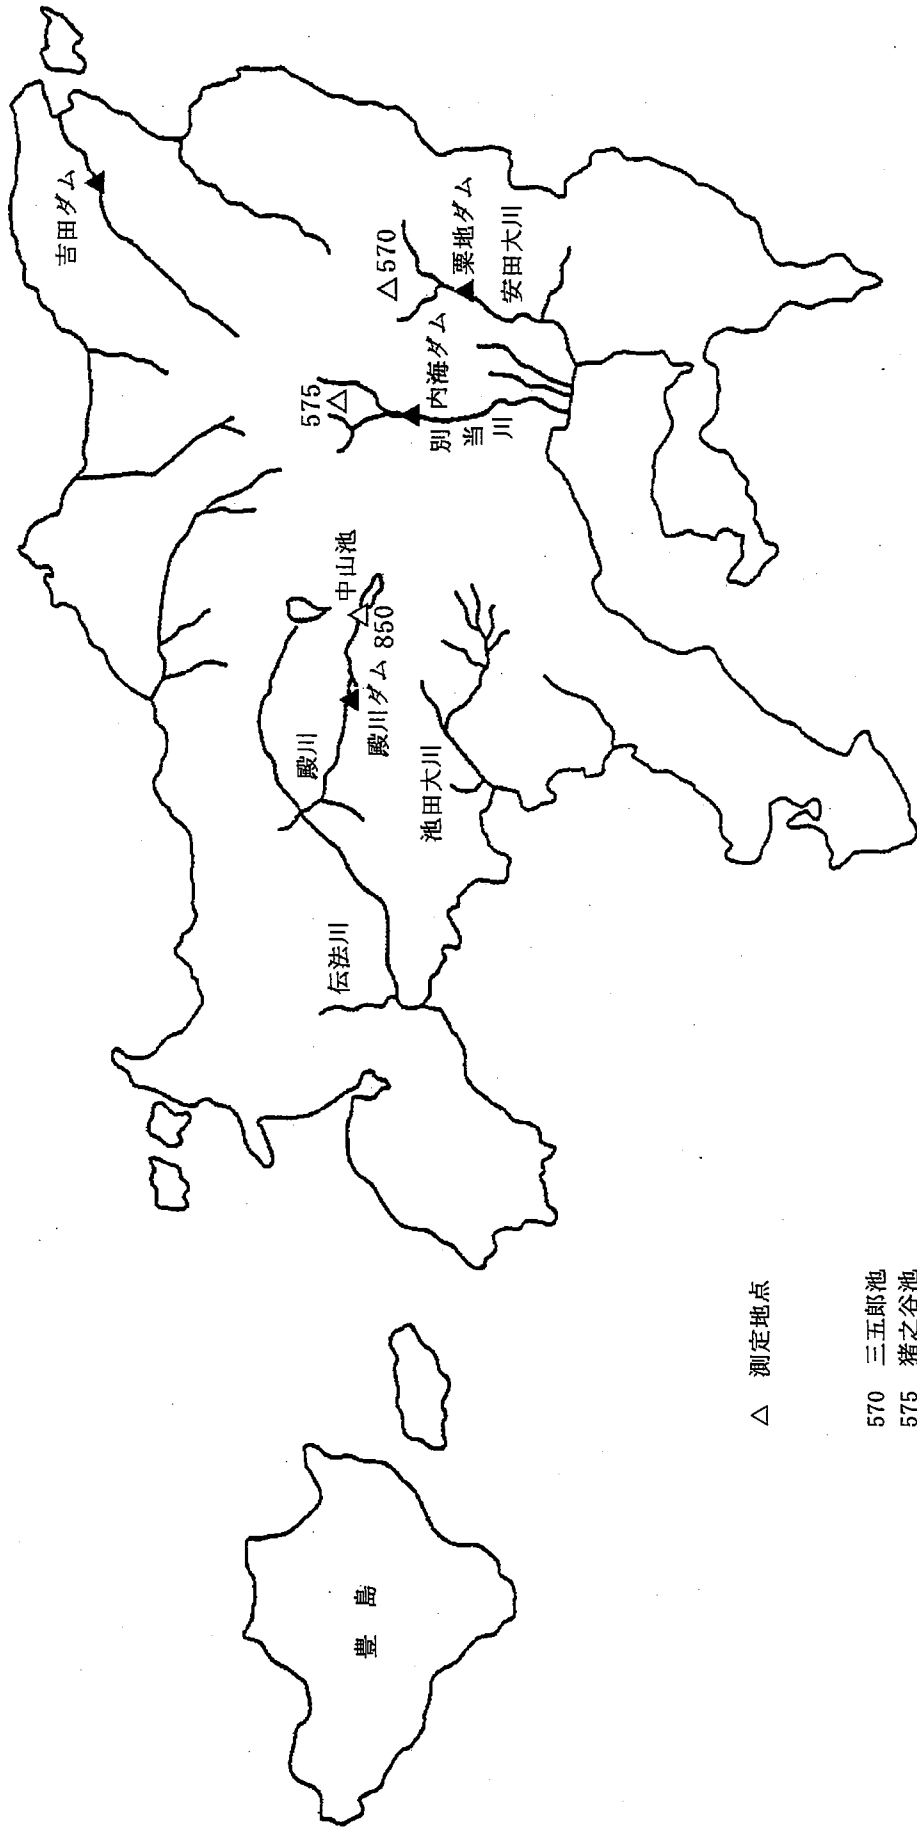 吉田ダム
△570
粟地ダム
安田大川
575
△
内海ダム
別当川
中山池
△
850
殿川ダム
殿川
池田大川
伝法川
豊島
△ 測定地点
570 三五郎池
575 猪之谷池